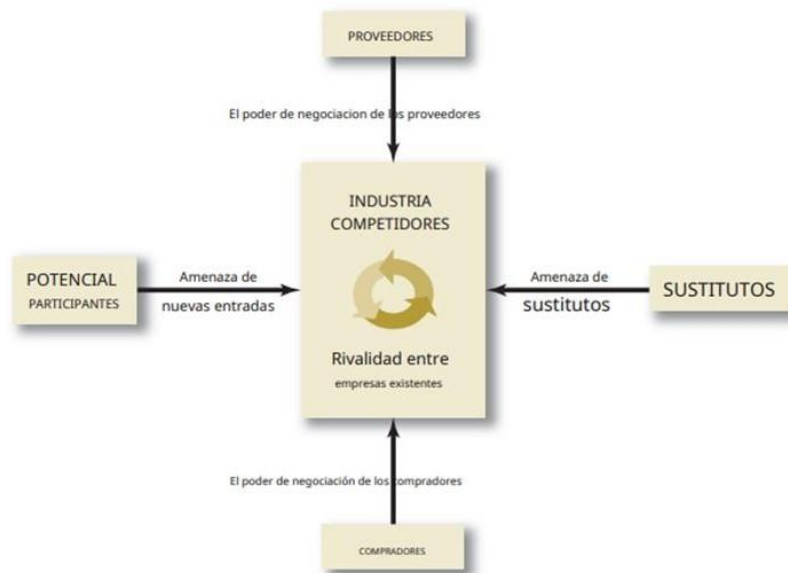 PROVEEDORES
El poder de negociacion de los proveedores
INDUSTRIA
COMPETIDORES
POTENCIAL
PARTICIPANTES
Amenaza de
nuevas entradas
Amenaza de
sustitutos
SUSTITUTOS
Rivalidad entre
empresas existentes
El poder de negociación de los compradores
COMPRADORES